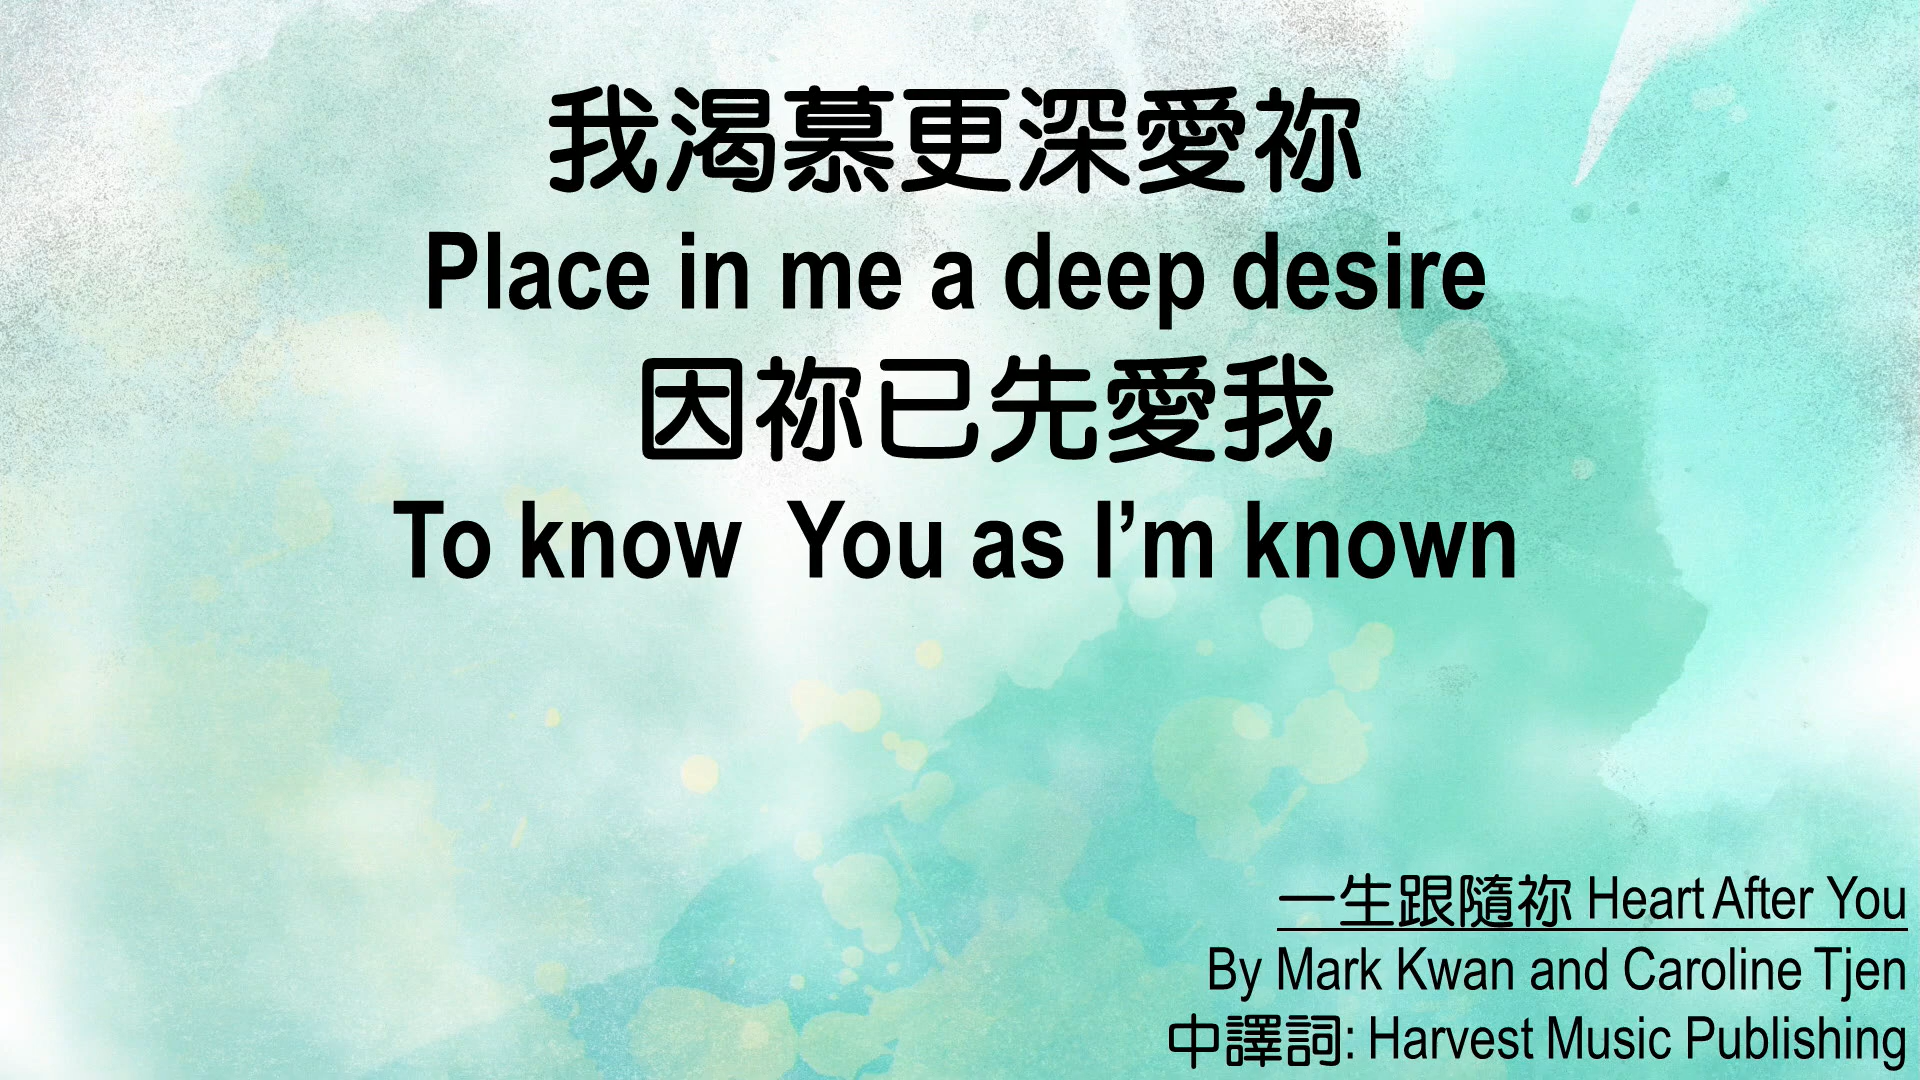 我渴慕更深愛祢
Place in me a deep desire
因祢已先愛我
To know  You as I’m known
一生跟隨祢 Heart After You
By Mark Kwan and Caroline Tjen
中譯詞: Harvest Music Publishing